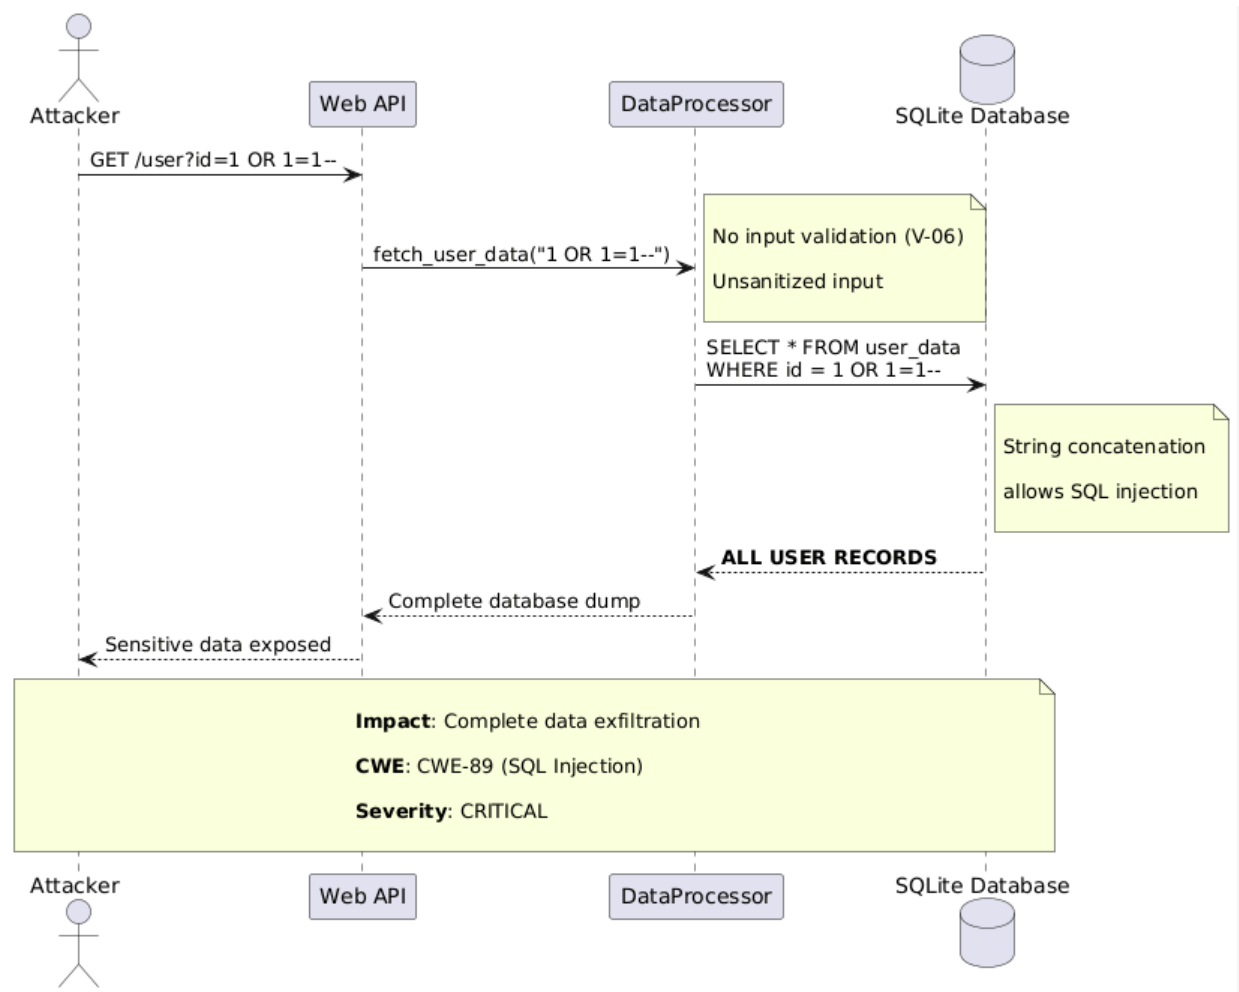 Attacker
Web API
DataProcessor
SQLite Database
GET /user?id=1 OR 1=1--
No input validation (V-06)
Unsanitized input
fetch_user_data("1 OR 1=1--")
SELECT * FROM user_data
WHERE id = 1 OR 1=1--
String concatenation
allows SQL injection
ALL USER RECORDS
Complete database dump
Sensitive data exposed
Impact: Complete data exfiltration
CWE: CWE-89 (SQL Injection)
Severity: CRITICAL
Attacker
Web API
DataProcessor
SQLite Database